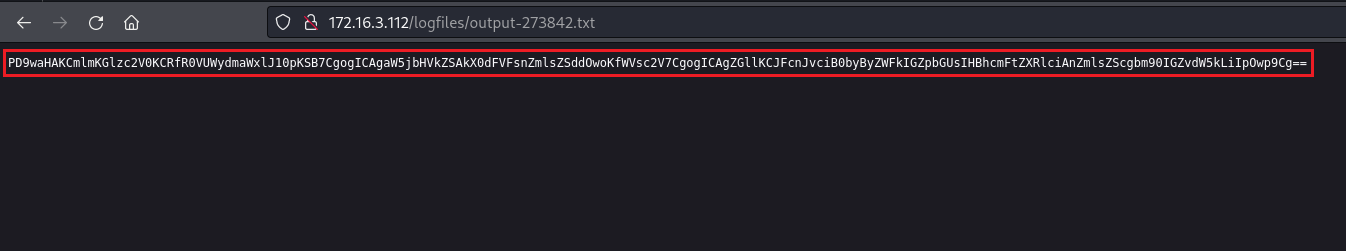 172.16.3.112/logfiles/output-273842.txt
PD9waHAKCmlmKGlzc2V0KCRfR0VUWydmaWxlJ10pKSB7CgogICAgaW5jbHVkZSAkX0dFVFsnZmlsZSddOwoKfWVsc2V7CgogICAgZGllKCJFcnJvciB0byByZWFkIGZpbGUsIHBhcmFtZXRlciAnZmlsZScgbm90IGZvdW5kLiIpOwp9Cg==